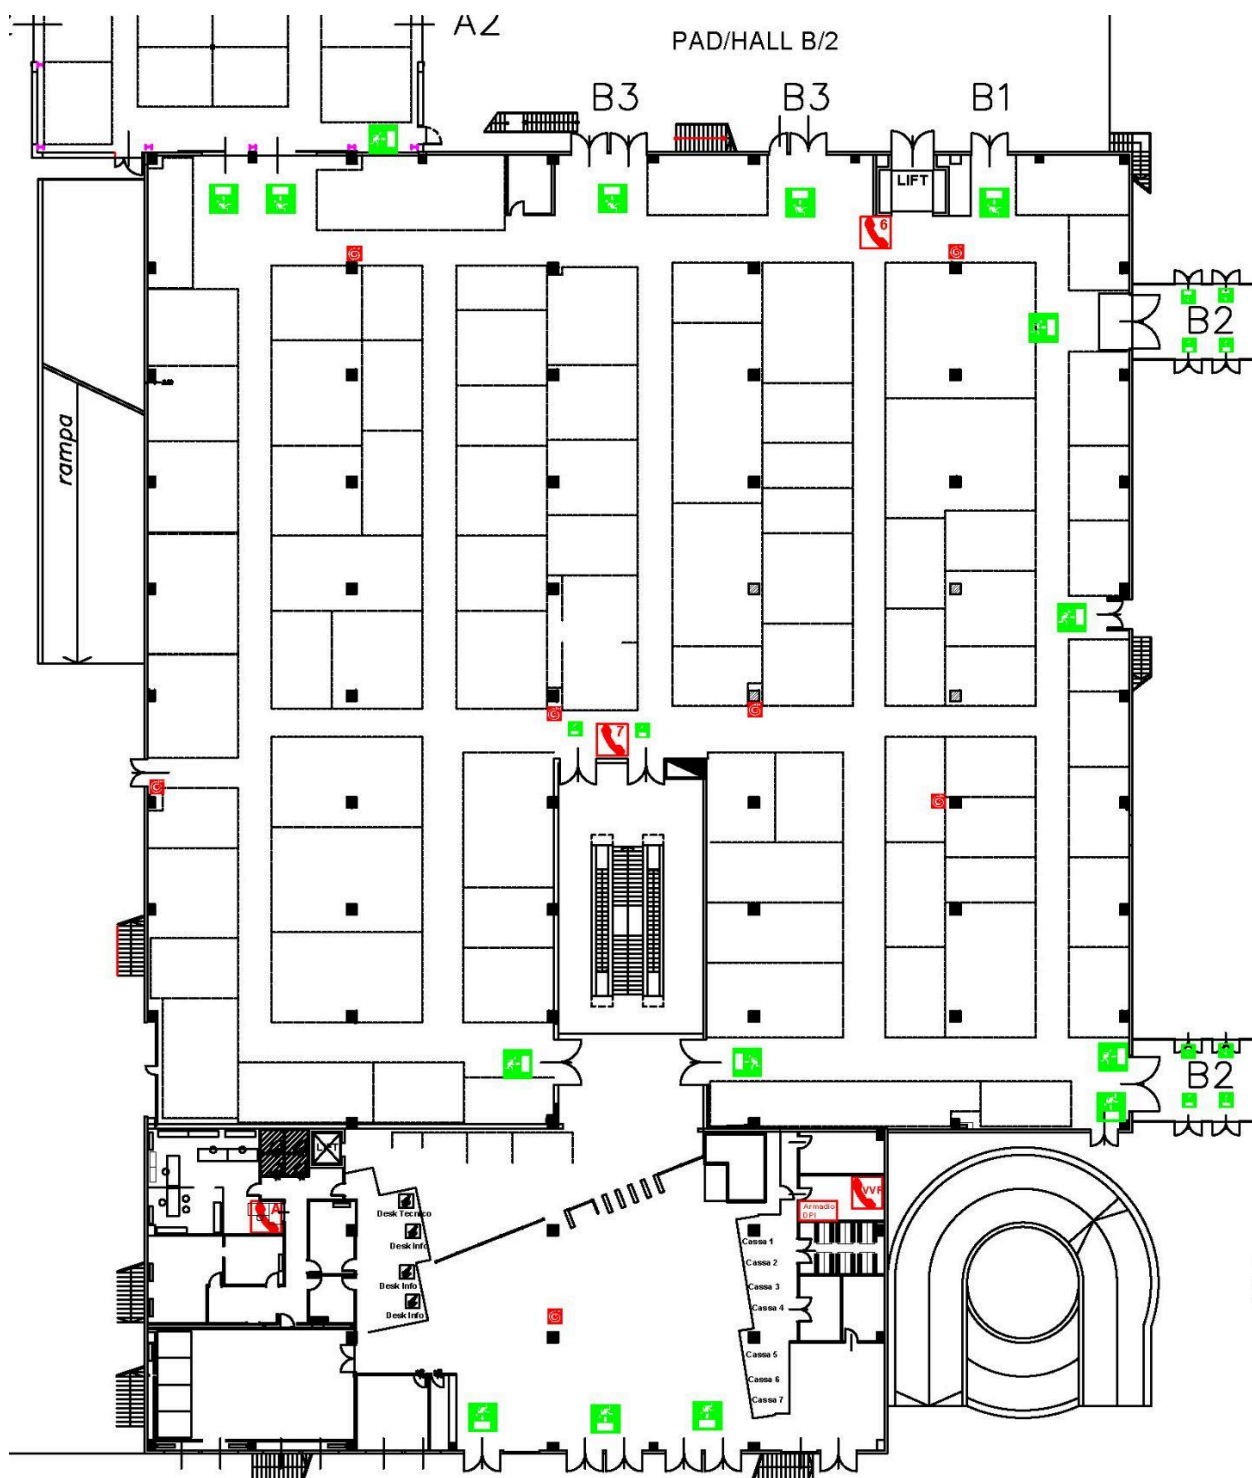 A2
PAD/HALL B/2
B3
B3
B1
LIFT
6
G
G
B2
rampa
G
G
7
G
G
B2
LIFT
A
VVF
Armadio
DPI
Desk Tecnico
Desk Info
Desk Info
Desk Info
Cassa 1
Cassa 2
Cassa 3
Cassa 4
G
Cassa 5
Cassa 6
Cassa 7